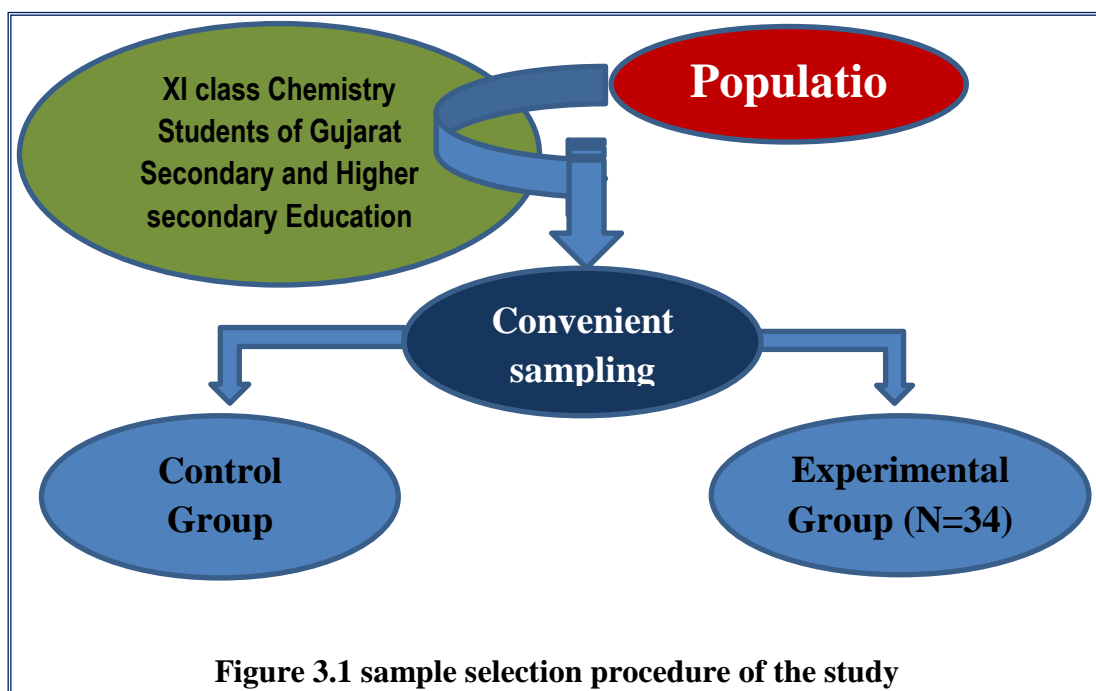 XI class Chemistry
Students of Gujarat
Secondary and Higher
secondary Education
Populatio
Convenient
sampling
Control
Group
Experimental
Group (N=34)
Figure 3.1 sample selection procedure of the study